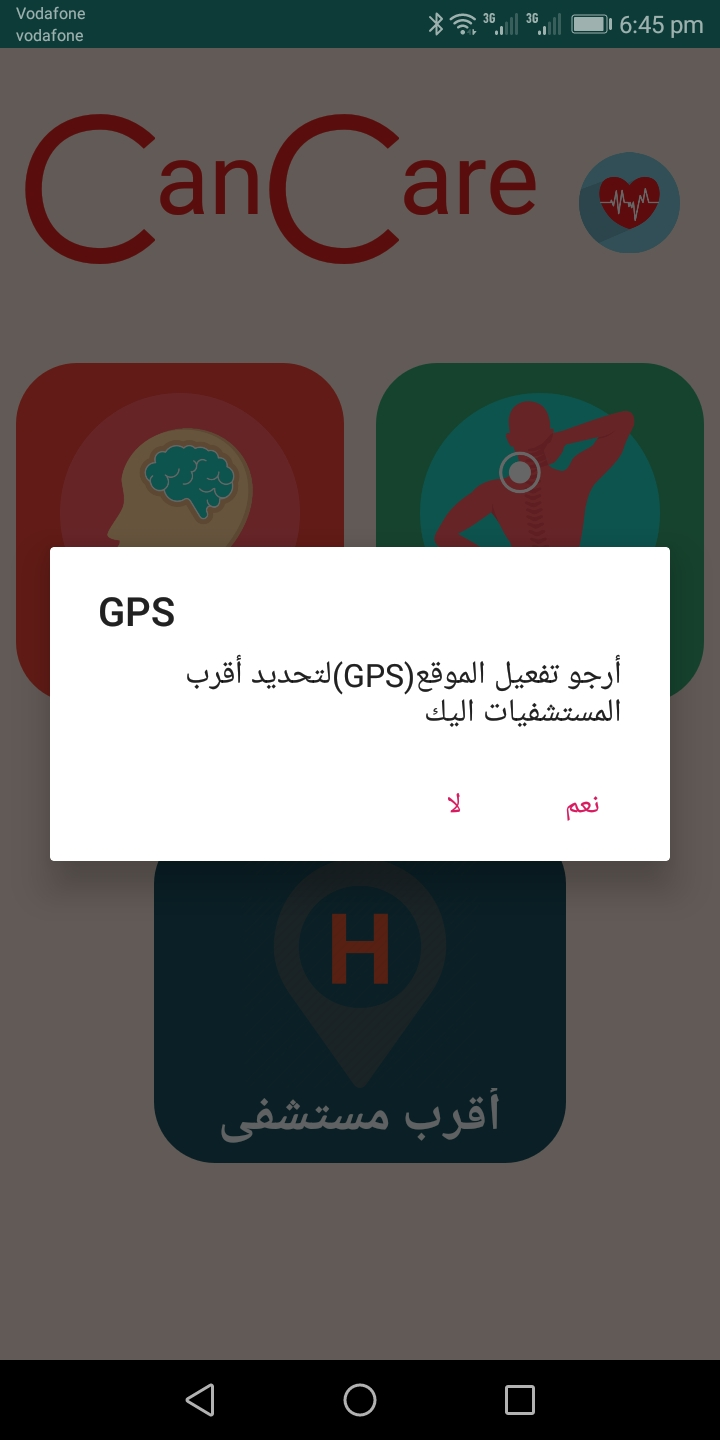 Vodafone
vodafone
3G 3G 6:45 pm
CanCare
GPS
أرجو تفعيل الموقع(GPS)لتحديد أقرب
المستشفيات اليك
نعم
لا
H
أقرب مستشفى